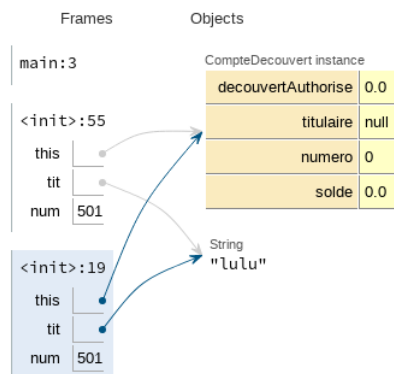 Frames Objects
main:3
<init>:55
this
tit
num 501
<init>:19
this
tit
num 501
CompteDecouvert instance
decouvertAuthorise 0.0
titulaire null
numero 0
solde 0.0
String
"lulu"